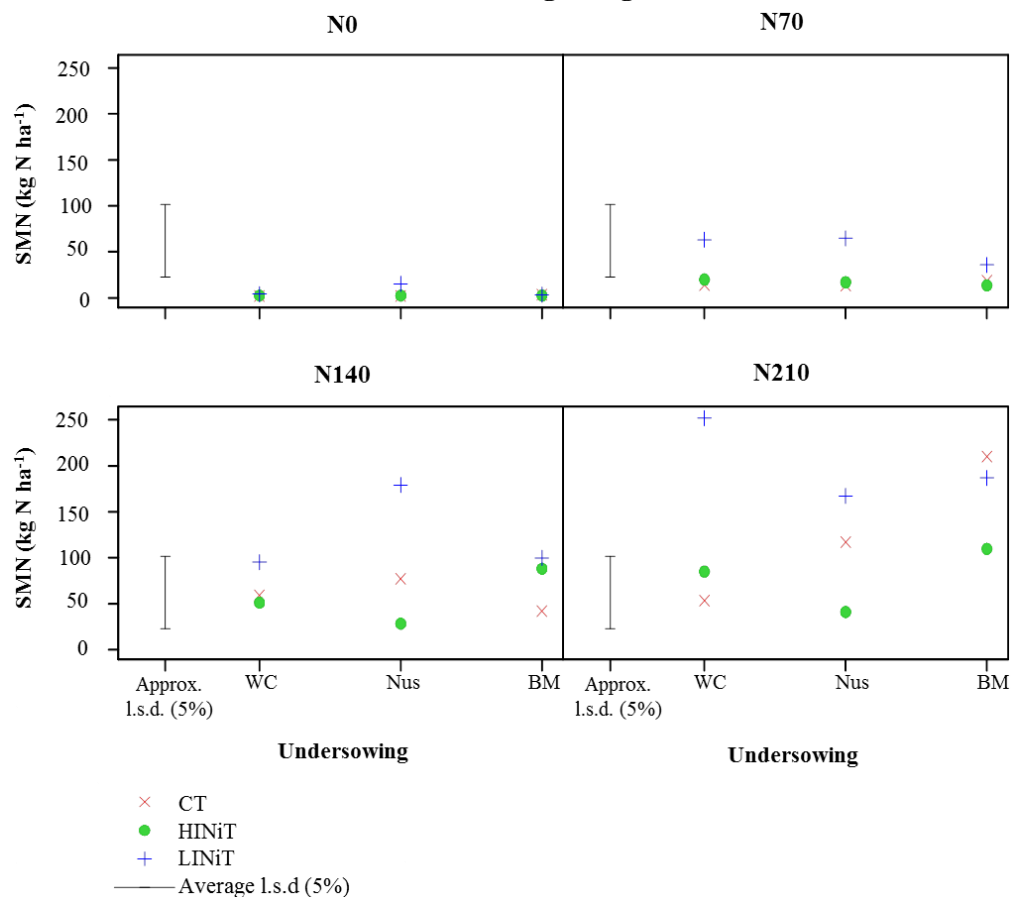 N0
N70
SMN (kg N ha⁻¹)
250
200
150
100
50
0
N140
N210
SMN (kg N ha⁻¹)
250
200
150
100
50
0
Approx.
l.s.d. (5%)
WC
Nus
BM
Approx.
l.s.d. (5%)
WC
Nus
BM
Undersowing
Undersowing
CT
HINiT
LINiT
Average l.s.d (5%)